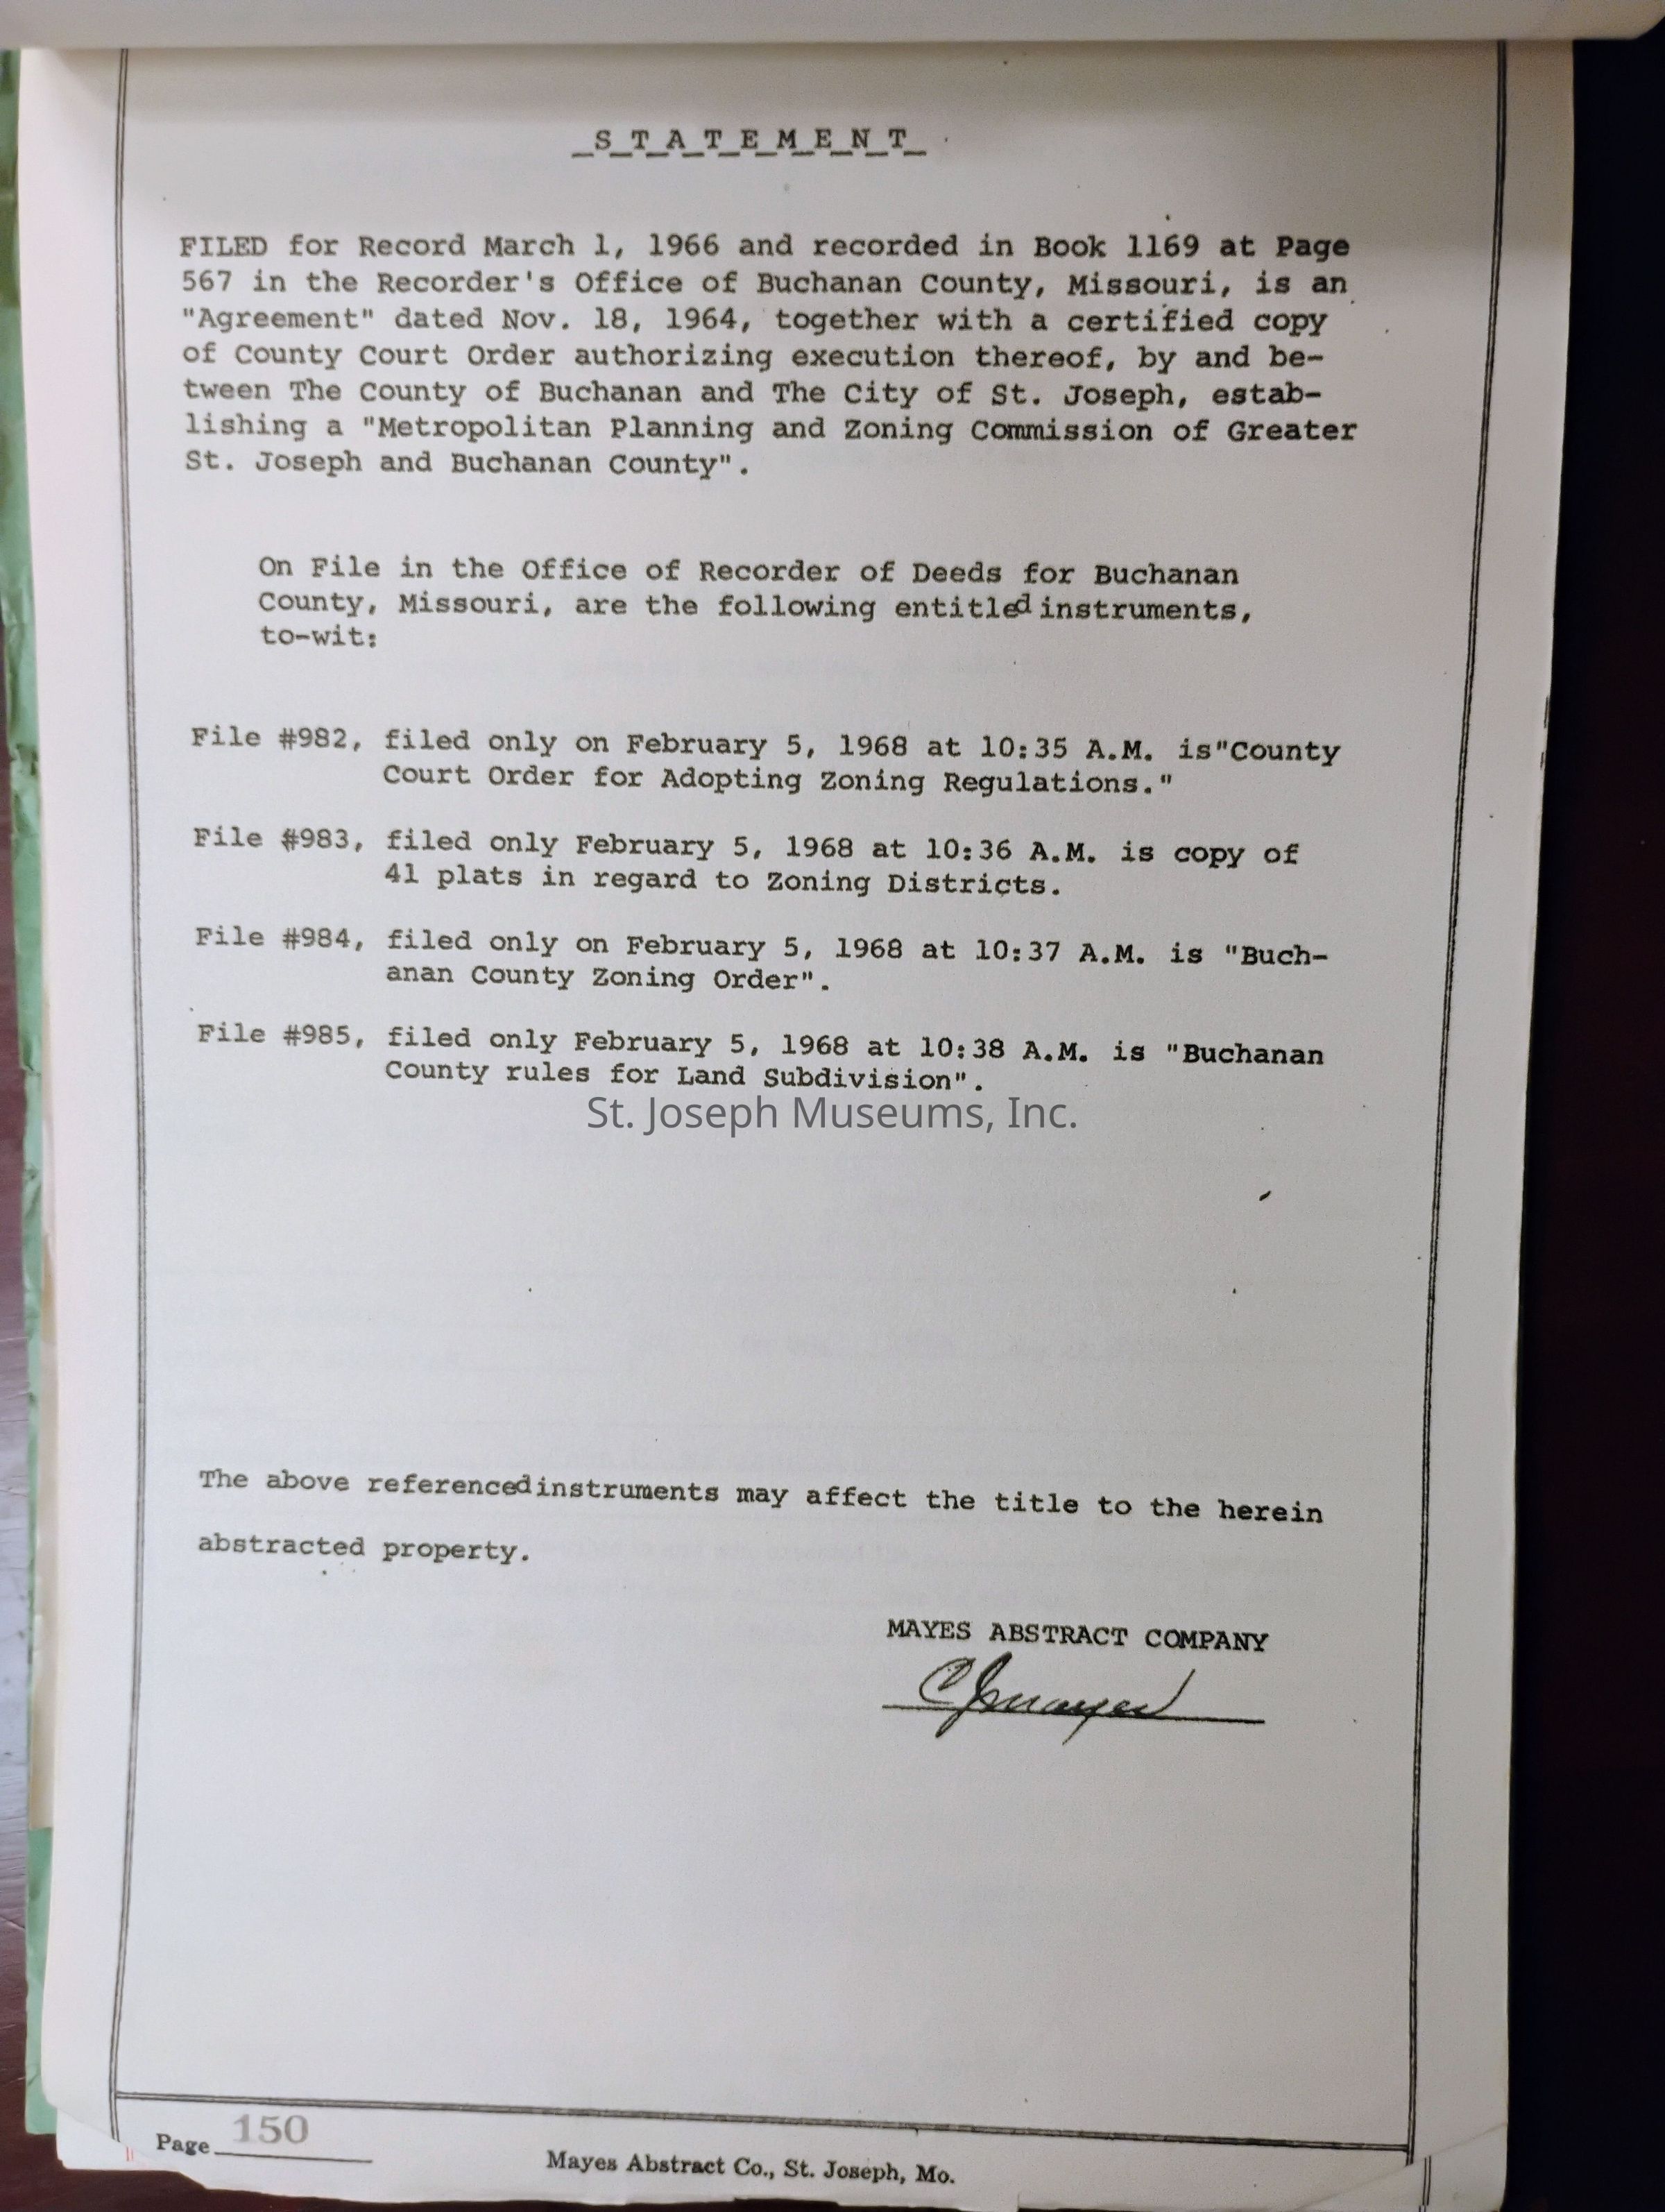 STATEMENT
FILED for Record March 1, 1966 and recorded in Book 1169 at Page
567 in the Recorder's Office of Buchanan County, Missouri, is an
"Agreement" dated Nov. 18, 1964, together with a certified copy
of County Court Order authorizing execution thereof, by and be-
tween The County of Buchanan and The City of St. Joseph, estab-
lishing a "Metropolitan Planning and Zoning Commission of Greater
St. Joseph and Buchanan County".
On File in the Office of Recorder of Deeds for Buchanan
County, Missouri, are the following entitled instruments,
to-wit:
File #982, filed only on February 5, 1968 at 10:35 A.M. is"County
Court Order for Adopting Zoning Regulations."
File #983, filed only February 5, 1968 at 10:36 A.M. is copy of
41 plats in regard to Zoning Districts.
File #984, filed only on February 5, 1968 at 10:37 A.M. is "Buch-
anan County Zoning Order".
File #985, filed only February 5, 1968 at 10:38 A.M. is "Buchanan
County rules for Land Subdivision".
St. Joseph Museums, Inc.
The above referenced instruments may affect the title to the herein
abstracted property.
MAYES ABSTRACT COMPANY
Page 150
Mayes Abstract Co., St. Joseph, Mo.